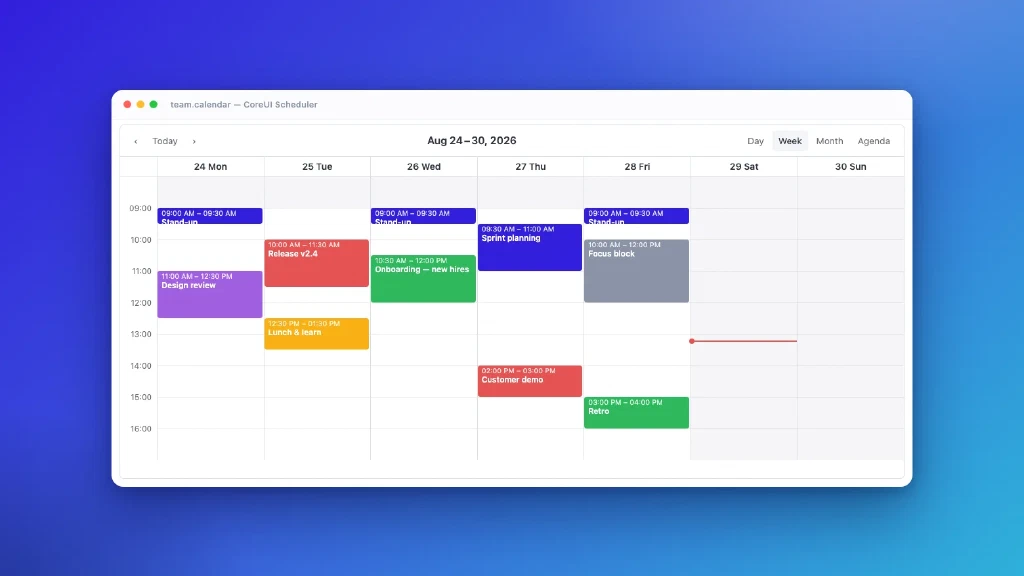 team.calendar — CoreUI Scheduler
‹ Today ›
Aug 24–30, 2026
Day Week Month Agenda
24 Mon 25 Tue 26 Wed 27 Thu 28 Fri 29 Sat 30 Sun
09:00
10:00
11:00
12:00
13:00
14:00
15:00
16:00
09:00 AM – 09:30 AM
Stand-up
11:00 AM – 12:30 PM
Design review
10:00 AM – 11:30 AM
Release v2.4
12:30 PM – 01:30 PM
Lunch & learn
09:00 AM – 09:30 AM
Stand-up
10:30 AM – 12:00 PM
Onboarding — new hires
09:30 AM – 11:00 AM
Sprint planning
02:00 PM – 03:00 PM
Customer demo
09:00 AM – 09:30 AM
Stand-up
10:00 AM – 12:00 PM
Focus block
03:00 PM – 04:00 PM
Retro